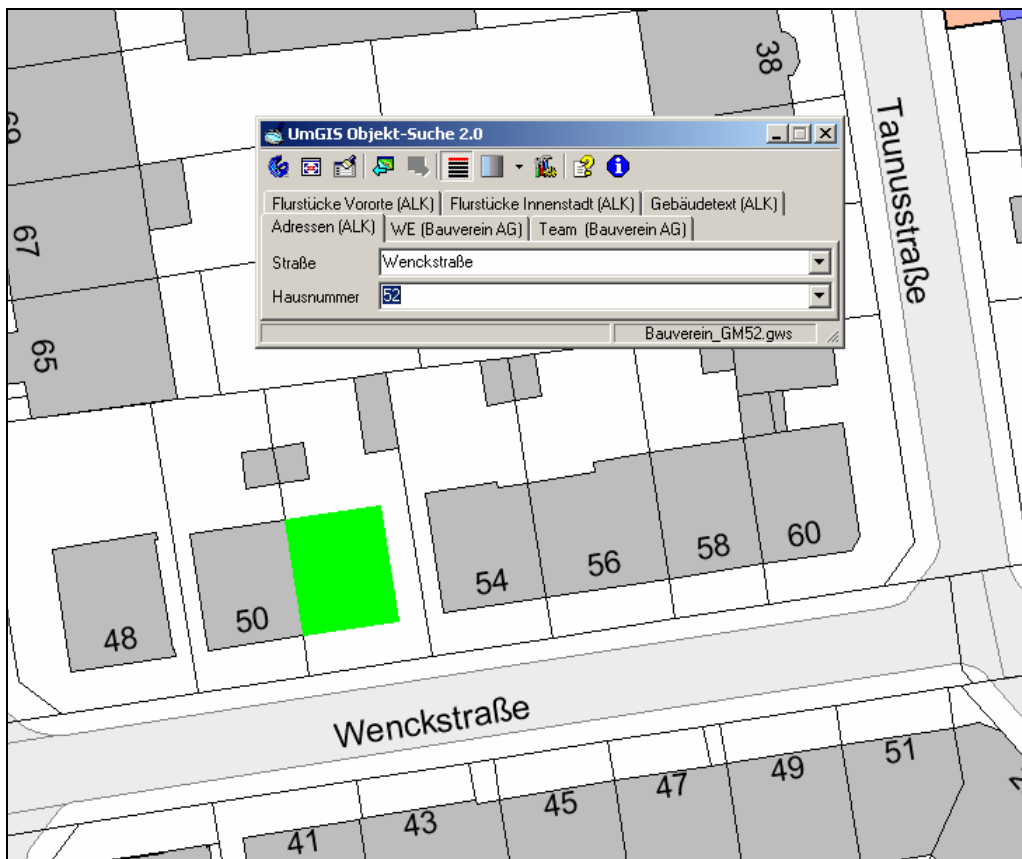 38
Taunusstraße
UmGIS Objekt-Suche 2.0
Flurstücke Vororte (ALK)
Flurstücke Innenstadt (ALK)
Gebäudetext (ALK)
Adressen (ALK)
WE (Bauverein AG)
Team (Bauverein AG)
Straße
Wenckstraße
Hausnummer
52
Bauverein_GM52.gws
67
65
48
50
54
56
58
60
Wenckstraße
41
43
45
47
49
51